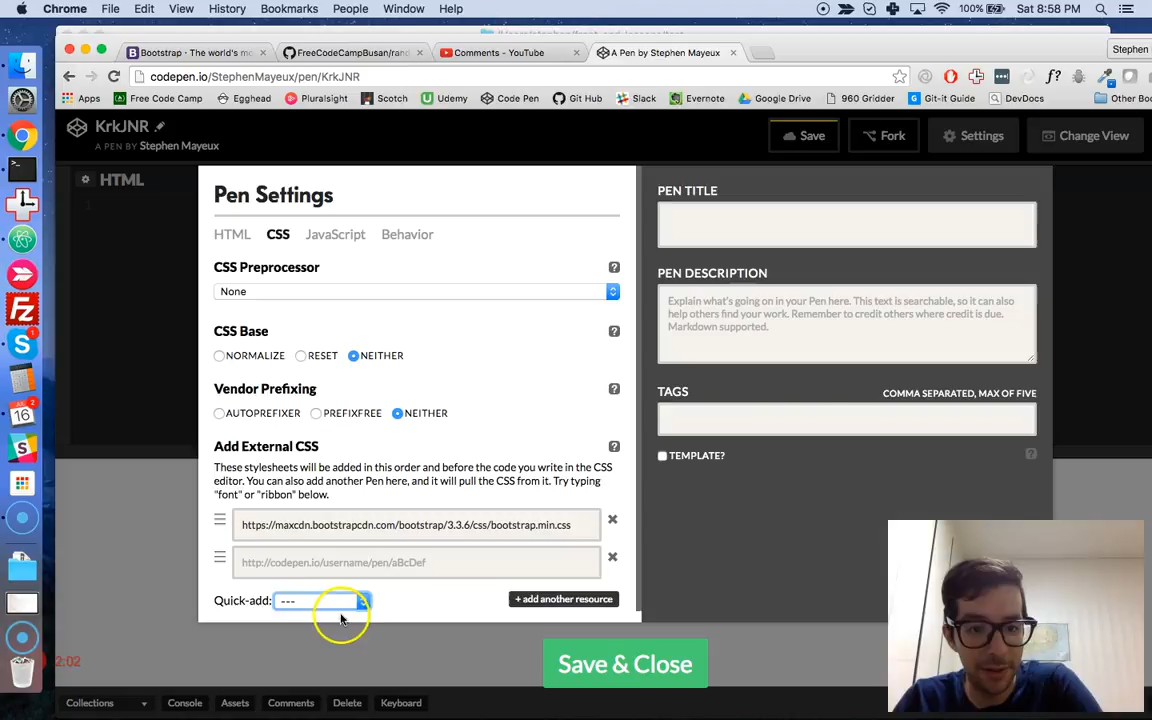 Chrome File Edit View History Bookmarks People Window Help 100% Sat 8:58 PM
Bootstrap · The world's mo FreeCodeCampBusan/rand Comments - YouTube A Pen by Stephen Mayeux Stephen
codepen.io/StephenMayeux/pen/KrkJNR f?
Apps Free Code Camp Egghead Pluralsight Scotch Udemy Code Pen Git Hub Slack Evernote Google Drive 960 Gridder Git-it Guide DevDocs Other Boo
KrkJNR
A PEN BY Stephen Mayeux
Save Fork Settings Change View
HTML
1
Pen Settings
HTML CSS JavaScript Behavior
CSS Preprocessor ?
None
CSS Base ?
NORMALIZE RESET NEITHER
Vendor Prefixing ?
AUTOPREFIXER PREFIXFREE NEITHER
Add External CSS ?
These stylesheets will be added in this order and before the code you write in the CSS
editor. You can also add another Pen here, and it will pull the CSS from it. Try typing
"font" or "ribbon" below.
https://maxcdn.bootstrapcdn.com/bootstrap/3.3.6/css/bootstrap.min.css
http://codepen.io/username/pen/aBcDef
Quick-add: --- + add another resource
PEN TITLE
PEN DESCRIPTION
Explain what's going on in your Pen here. This text is searchable, so it can also
help others find your work. Remember to credit others where credit is due.
Markdown supported.
TAGS COMMA SEPARATED, MAX OF FIVE
TEMPLATE? ?
Save & Close
2:02
Collections Console Assets Comments Delete Keyboard
1
16
2